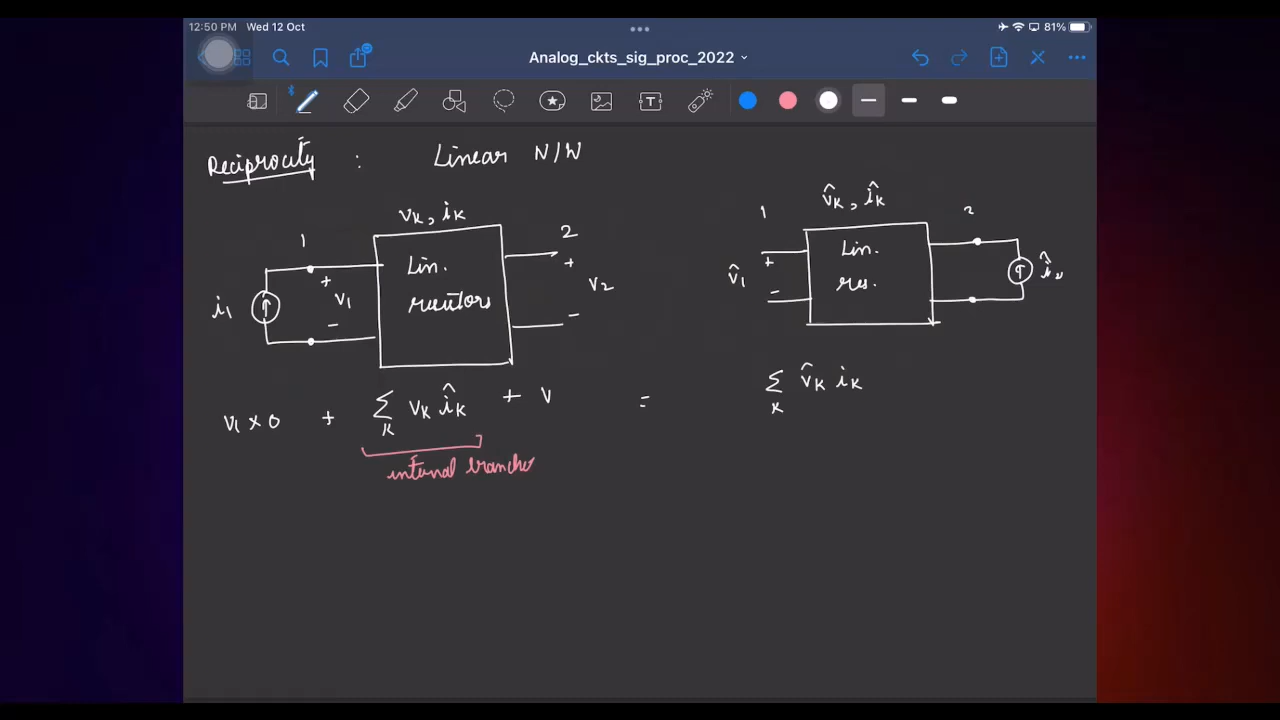 12:50 PM Wed 12 Oct
81%
Analog_ckts_sig_proc_2022
T
Reciprocity : Linear N/W
vK, iK
1
2
i1
+
v1
-
Lin.
resistors
+
v2
-
v̂K, îK
1
2
v̂1
+
-
Lin.
res.
î2
v1 × 0 + Σ vK îK + v = Σ v̂K iK
K
K
internal branches